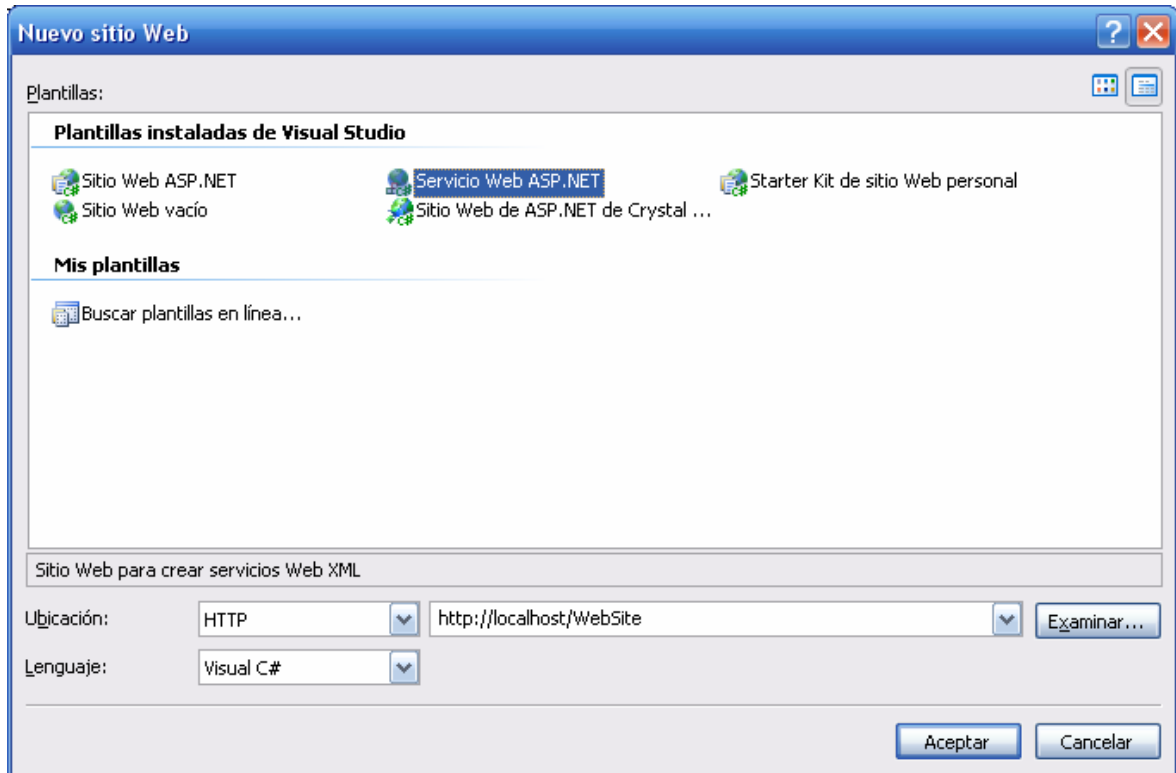 Nuevo sitio Web
Plantillas:
Plantillas instaladas de Visual Studio
Sitio Web ASP.NET
Servicio Web ASP.NET
Starter Kit de sitio Web personal
Sitio Web vacío
Sitio Web de ASP.NET de Crystal ...
Mis plantillas
Buscar plantillas en línea...
Sitio Web para crear servicios Web XML
Ubicación:
HTTP
http://localhost/WebSite
Examinar...
Lenguaje:
Visual C#
Aceptar
Cancelar